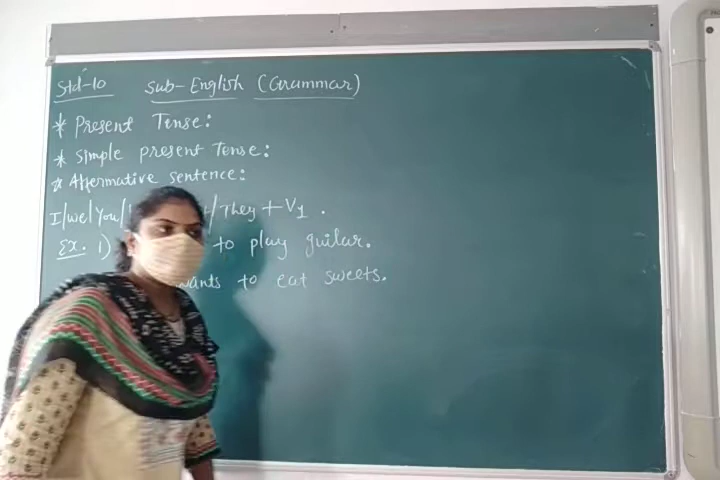 Std-10 Sub-English (Grammar)
* Present Tense:
* Simple present Tense:
* Affermative sentence:
I/we/You/ /They + V1 .
Ex. i) to play guitar.
wants to eat sweets.